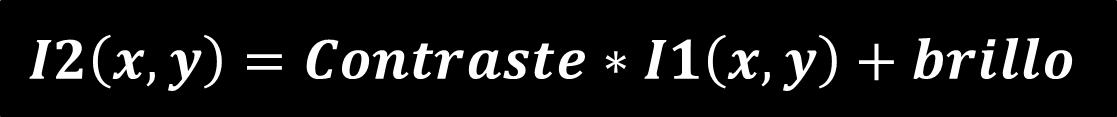 I2(x, y) = Contraste * I1(x, y) + brillo